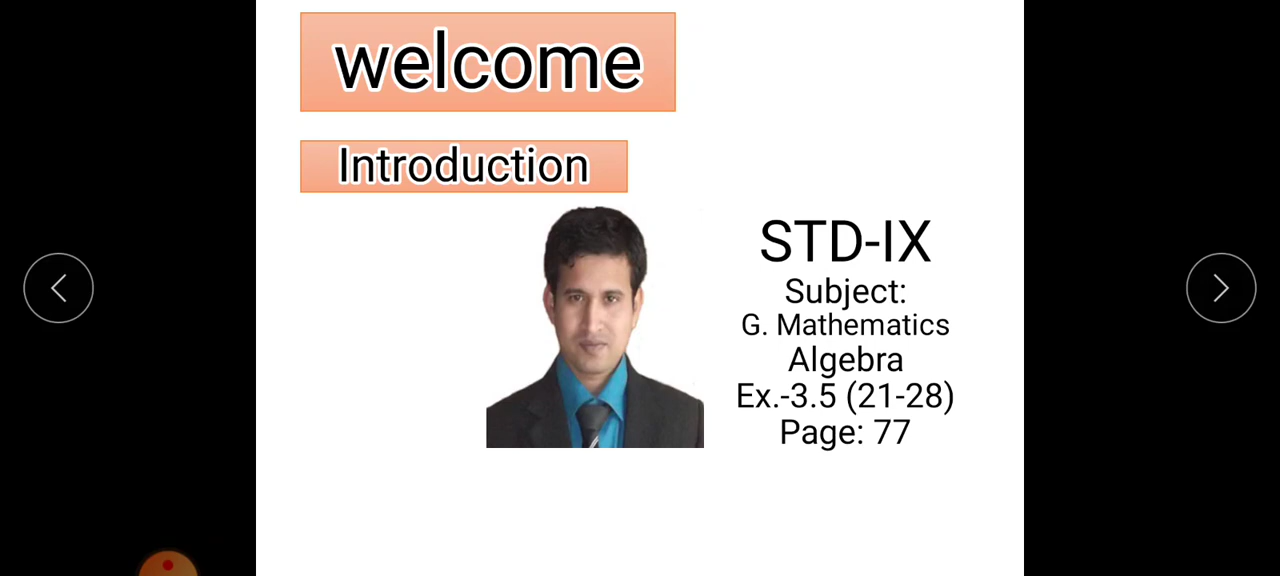 welcome
Introduction
STD-IX
Subject:
G. Mathematics
Algebra
Ex.-3.5 (21-28)
Page: 77